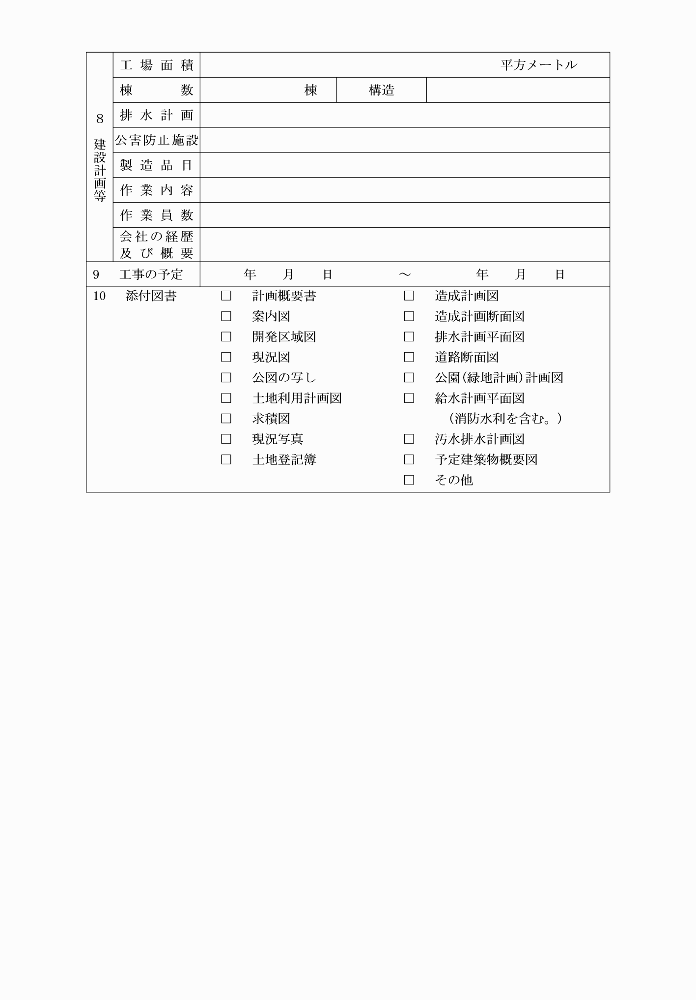 8 建設計画等
工場面積 平方メートル
棟数 棟 構造
排水計画
公害防止施設
製造品目
作業内容
作業員数
会社の経歴
及び概要
9 工事の予定 年 月 日 ～ 年 月 日
10 添付図書 □ 計画概要書 □ 造成計画図
□ 案内図 □ 造成計画断面図
□ 開発区域図 □ 排水計画平面図
□ 現況図 □ 道路断面図
□ 公図の写し □ 公園(緑地計画)計画図
□ 土地利用計画図 □ 給水計画平面図
□ 求積図 （消防水利を含む。）
□ 現況写真 □ 汚水排水計画図
□ 土地登記簿 □ 予定建築物概要図
□ その他